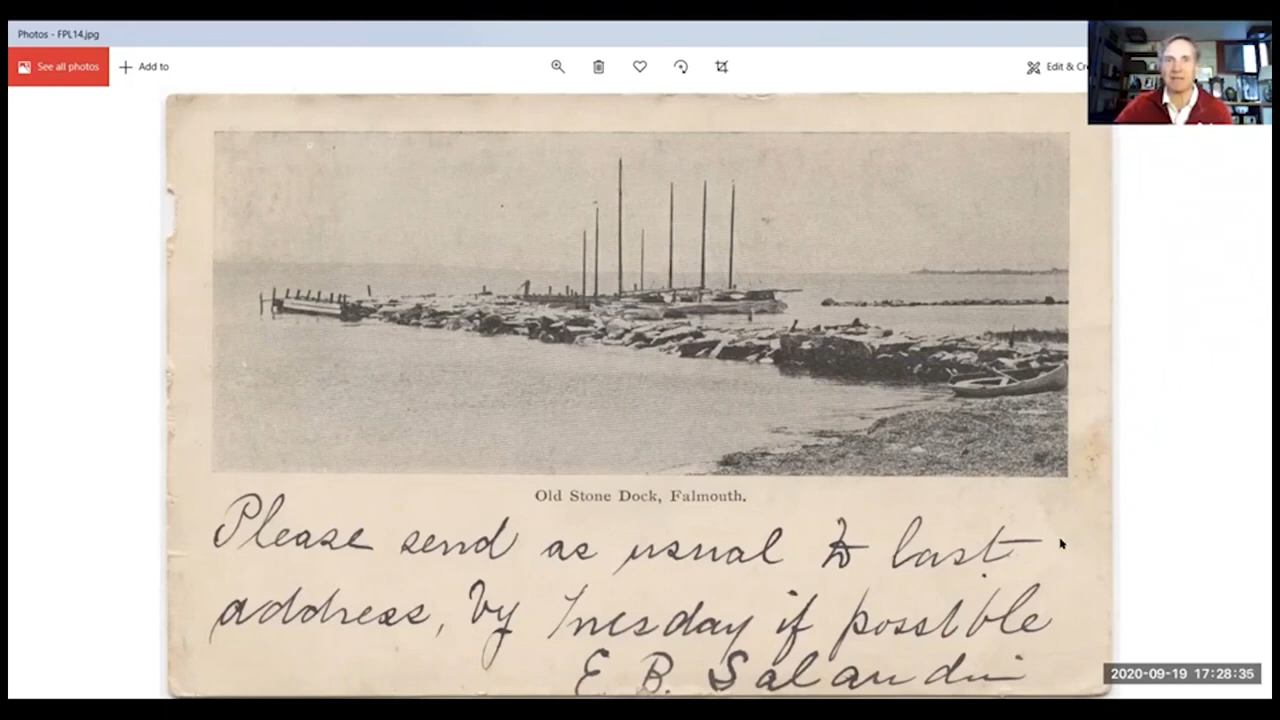 Photos - FPL14.jpg
See all photos
Add to
Edit & Cr
Old Stone Dock, Falmouth.
Please send as usual to last
address, by Tuesday if possible
E. B.
2020-09-19 17:28:35